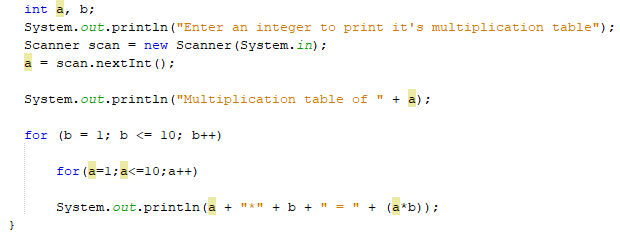 int a, b;
System.out.println("Enter an integer to print it's multiplication table");
Scanner scan = new Scanner(System.in);
a = scan.nextInt();
System.out.println("Multiplication table of " + a);
for (b = 1; b <= 10; b++)
for(a=1;a<=10;a++)
System.out.println(a + "*" + b + " = " + (a*b));
}